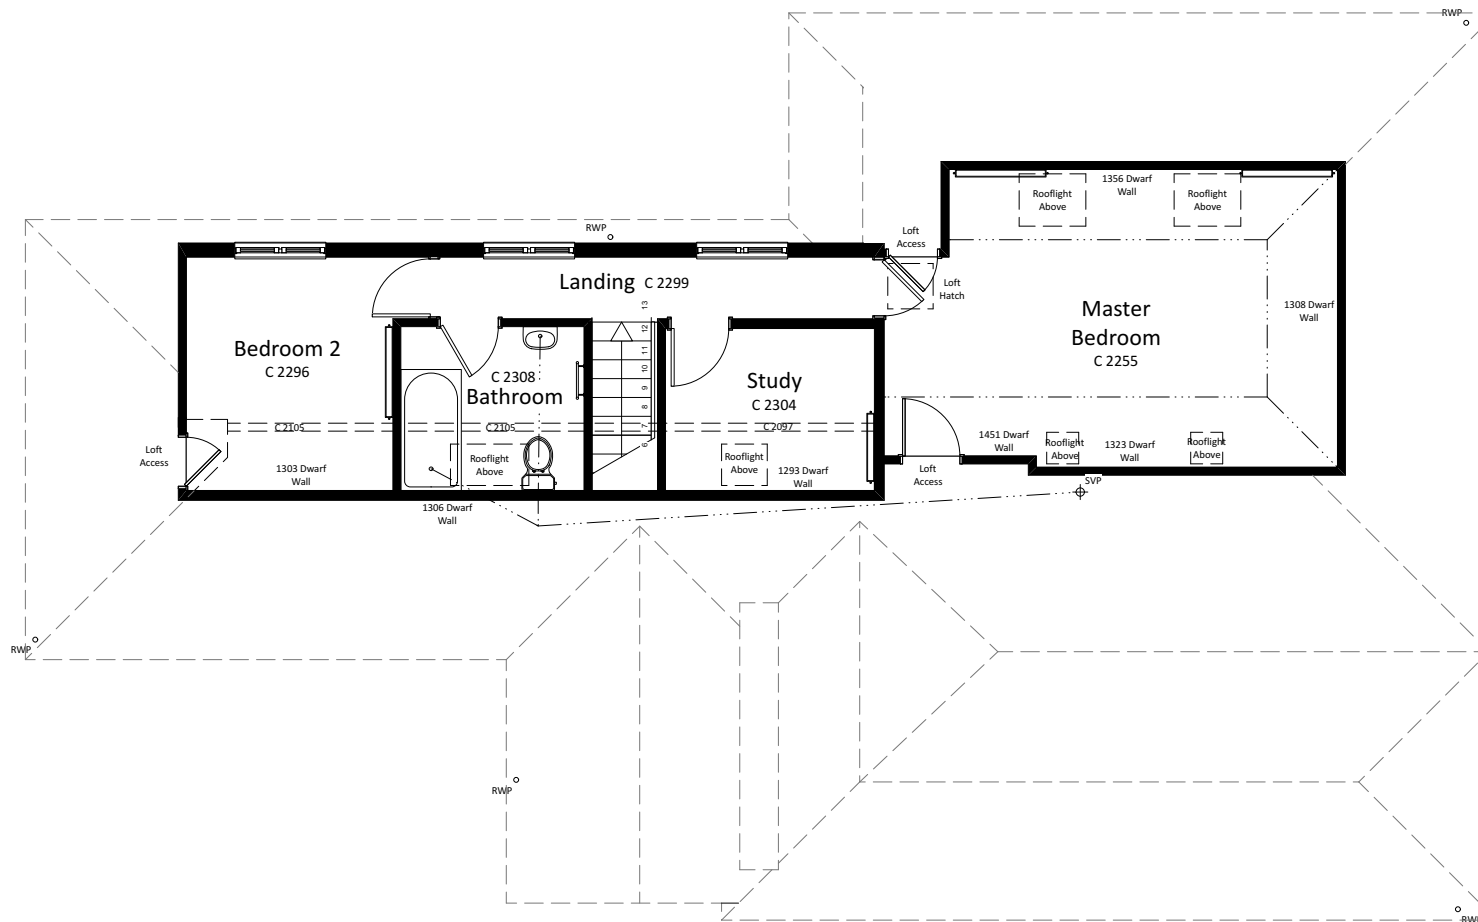 RWP
RWP
Loft
Access
Rooflight
Above
1356 Dwarf
Wall
Rooflight
Above
Landing C 2299
Loft
Hatch
13
12
11
10
9
8
7
6
Master
Bedroom
C 2255
1308 Dwarf
Wall
Bedroom 2
C 2296
C 2308
Bathroom
Study
C 2304
C 2105
C 2105
C 2097
Loft
Access
1303 Dwarf
Wall
Rooflight
Above
Rooflight
Above
1293 Dwarf
Wall
1451 Dwarf
Wall
Rooflight
Above
1323 Dwarf
Wall
Rooflight
Above
Loft
Access
SVP
1306 Dwarf
Wall
RWP
RWP
RWP